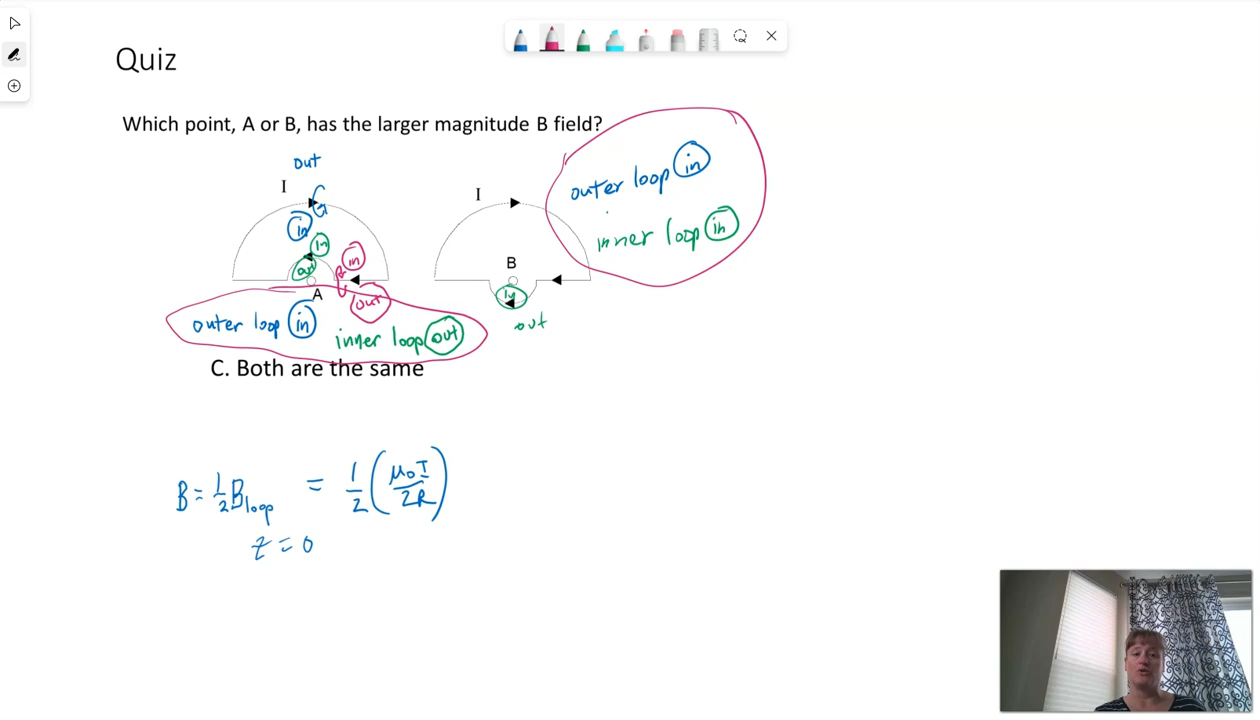 Quiz
Which point, A or B, has the larger magnitude B field?
out
I
in
in
out
in
out
A
outer loop in
inner loop out
I
B
in
out
outer loop in
inner loop in
C. Both are the same
B = 1/2 B loop = 1/2 (μ₀I/2R)
z = 0